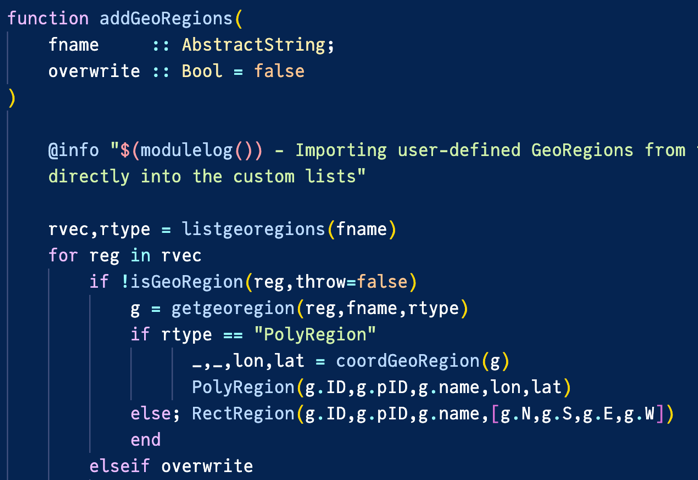 function addGeoRegions(
    fname     :: AbstractString;
    overwrite :: Bool = false
)
    @info "$(modulelog()) - Importing user-defined GeoRegions from
    directly into the custom lists"
    rvec,rtype = listgeoregions(fname)
    for reg in rvec
        if !isGeoRegion(reg,throw=false)
            g = getgeoregion(reg,fname,rtype)
            if rtype == "PolyRegion"
                  _,_,lon,lat = coordGeoRegion(g)
                  PolyRegion(g.ID,g.pID,g.name,lon,lat)
            else; RectRegion(g.ID,g.pID,g.name,[g.N,g.S,g.E,g.W])
            end
        elseif overwrite